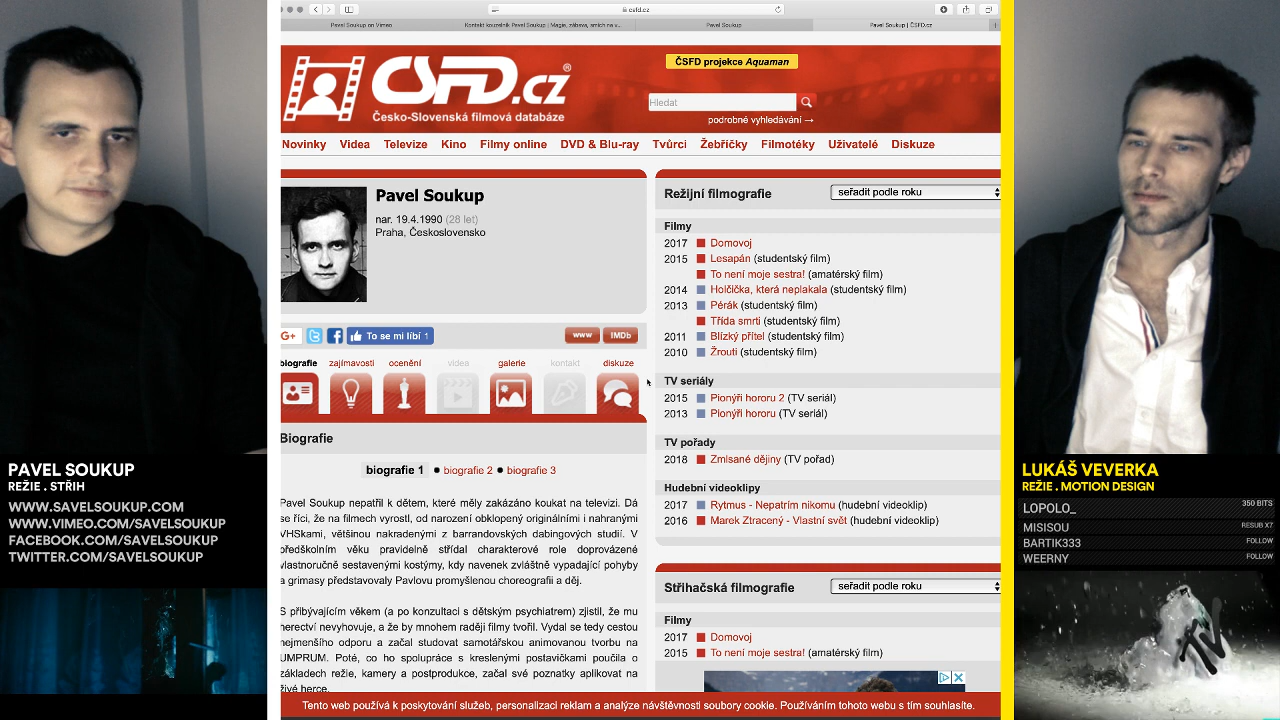 csfd.cz
Pavel Soukup on Vimeo
Kontakt kouzelník Pavel Soukup | Magie, zábava, smích na v...
Pavel Soukup
Pavel Soukup | ČSFD.cz
ČSFD.cz®
Česko-Slovenská filmová databáze
ČSFD projekce Aquaman
Hledat
podrobné vyhledávání →
Novinky Videa Televize Kino Filmy online DVD & Blu-ray Tvůrci Žebříčky Filmotéky Uživatelé Diskuze
Pavel Soukup
nar. 19.4.1990 (28 let)
Praha, Československo
G+
To se mi líbí 1
www
IMDb
biografie zajímavosti ocenění videa galerie kontakt diskuze
Biografie
biografie 1 ● biografie 2 ● biografie 3
Pavel Soukup nepatřil k dětem, které měly zakázáno koukat na televizi. Dá
se říci, že na filmech vyrostl, od narození obklopený originálními i nahranými
VHSkami, většinou nakradenými z barrandovských dabingových studií. V
předškolním věku pravidelně střídal charakterové role doprovázené
vlastnoručně sestavenými kostýmy, kdy navenek zvláštně vypadající pohyby
a grimasy představovaly Pavlovu promyšlenou choreografii a děj.
S přibývajícím věkem (a po konzultaci s dětským psychiatrem) zjistil, že mu
herectví nevyhovuje, a že by mnohem raději filmy tvořil. Vydal se tedy cestou
nejmenšího odporu a začal studovat samotářskou animovanou tvorbu na
UMPRUM. Poté, co ho spolupráce s kreslenými postavičkami poučila o
základech režie, kamery a postprodukce, začal své poznatky aplikovat na
živé herce.
Režijní filmografie
seřadit podle roku
Filmy
2017 Domovoj
2015 Lesapán (studentský film)
To není moje sestra! (amatérský film)
2014 Holčička, která neplakala (studentský film)
2013 Pérák (studentský film)
Třída smrti (studentský film)
2011 Blízký přítel (studentský film)
2010 Žrouti (studentský film)
TV seriály
2015 Pionýři hororu 2 (TV seriál)
2013 Pionýři hororu (TV seriál)
TV pořady
2018 Zmlsané dějiny (TV pořad)
Hudební videoklipy
2017 Rytmus - Nepatrím nikomu (hudební videoklip)
2016 Marek Ztracený - Vlastní svět (hudební videoklip)
Střihačská filmografie
seřadit podle roku
Filmy
2017 Domovoj
2015 To není moje sestra! (amatérský film)
Tento web používá k poskytování služeb, personalizaci reklam a analýze návštěvnosti soubory cookie. Používáním tohoto webu s tím souhlasíte.
PAVEL SOUKUP
REŽIE . STŘIH
WWW.SAVELSOUKUP.COM
WWW.VIMEO.COM/SAVELSOUKUP
FACEBOOK.COM/SAVELSOUKUP
TWITTER.COM/SAVELSOUKUP
LUKÁŠ VEVERKA
REŽIE . MOTION DESIGN
LOPOLO_ 350 BITS
MISISOU RESUB X7
BARTIK333 FOLLOW
WEERNY FOLLOW
TV